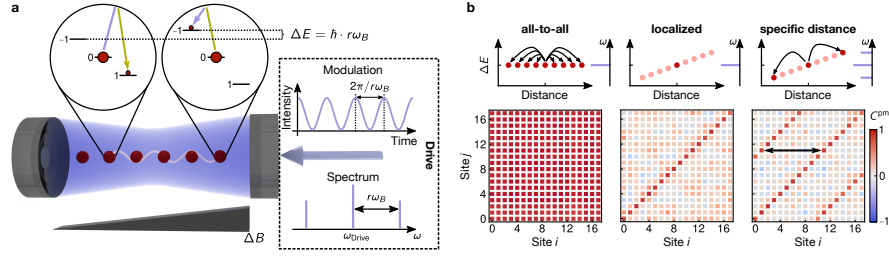 a
−1
0
1
−1
0
1
ΔE = ħ · rω_B
Modulation
2π/rω_B
Intensity
Time
Drive
Spectrum
rω_B
ω_Drive
ω
ΔB
b
all-to-all
localized
specific distance
ΔE
ω
ω
ω
Distance
Distance
Distance
C^pm
Site j
16
12
8
4
0
0 4 8 12 16
0 4 8 12 16
0 4 8 12 16
Site i
Site i
Site i
1
0
−1